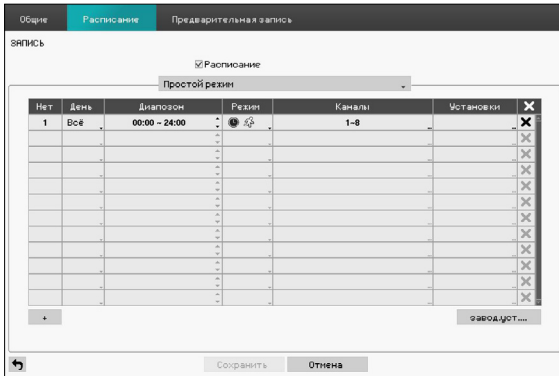 Общие Расписание Предварительная запись
ЗАПИСЬ
Расписание
Простой режим
Нет День Диапозон Режим Каналы Установки
1 Всё 00:00 ~ 24:00 1~8
+ завод.уст....
Сохранить Отмена